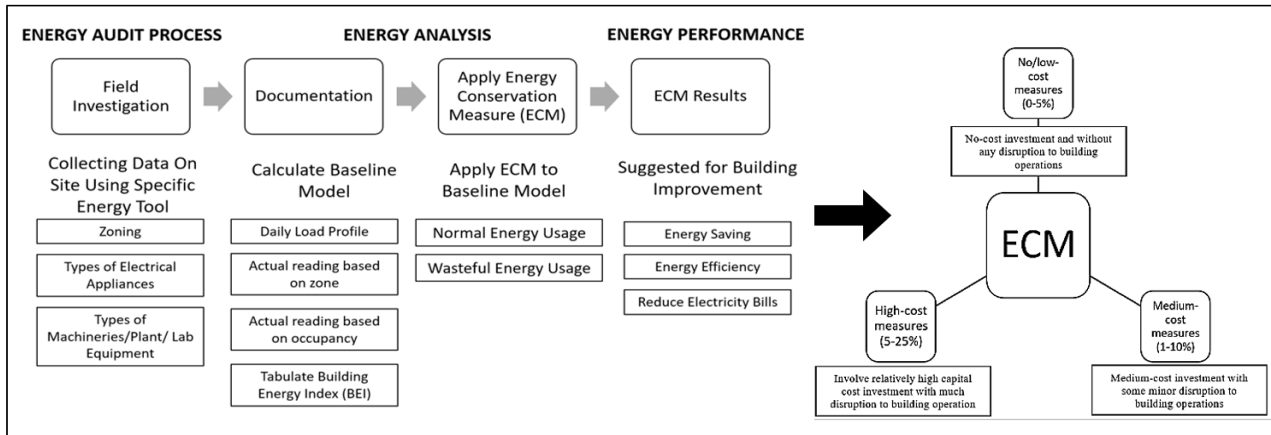 ENERGY AUDIT PROCESS
ENERGY ANALYSIS
ENERGY PERFORMANCE
Field
Investigation
Documentation
Apply Energy
Conservation
Measure (ECM)
ECM Results
Collecting Data On
Site Using Specific
Energy Tool
Zoning
Types of Electrical
Appliances
Types of
Machineries/Plant/ Lab
Equipment
Calculate Baseline
Model
Daily Load Profile
Actual reading based
on zone
Actual reading based
on occupancy
Tabulate Building
Energy Index (BEI)
Apply ECM to
Baseline Model
Normal Energy Usage
Wasteful Energy Usage
Suggested for Building
Improvement
Energy Saving
Energy Efficiency
Reduce Electricity Bills
No/low-
cost
measures
(0-5%)
No-cost investment and without
any disruption to building
operations
ECM
High-cost
measures
(5-25%)
Involve relatively high capital
cost investment with much
disruption to building operation
Medium-
cost
measures
(1-10%)
Medium-cost investment with
some minor disruption to
building operations